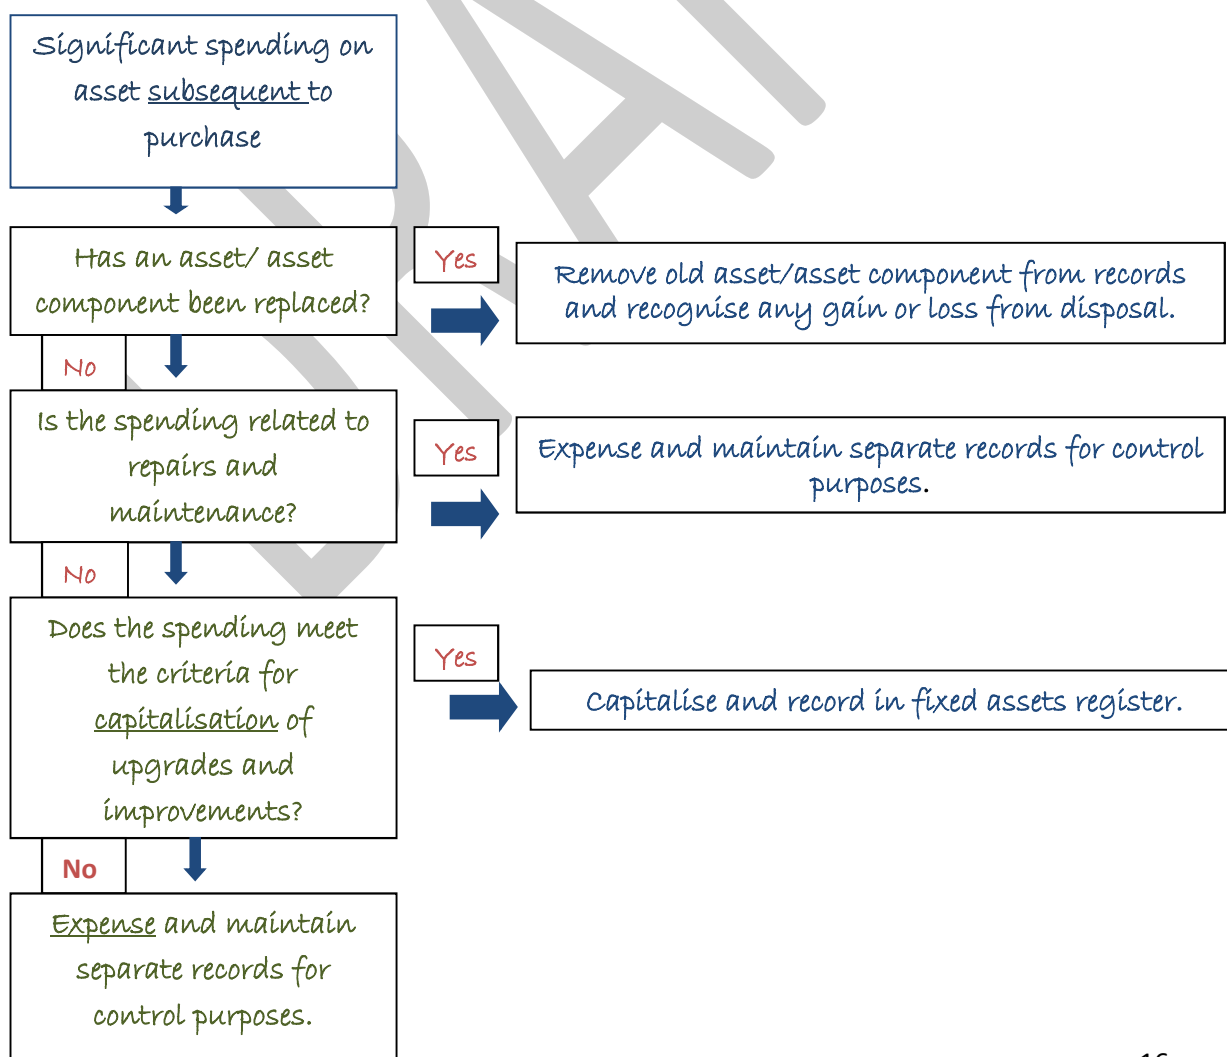 Significant spending on
asset subsequent to
purchase
Has an asset/ asset
component been replaced?
Yes
Remove old asset/asset component from records
and recognise any gain or loss from disposal.
No
Is the spending related to
repairs and
maintenance?
Yes
Expense and maintain separate records for control
purposes.
No
Does the spending meet
the criteria for
capitalisation of
upgrades and
improvements?
Yes
Capitalise and record in fixed assets register.
No
Expense and maintain
separate records for
control purposes.